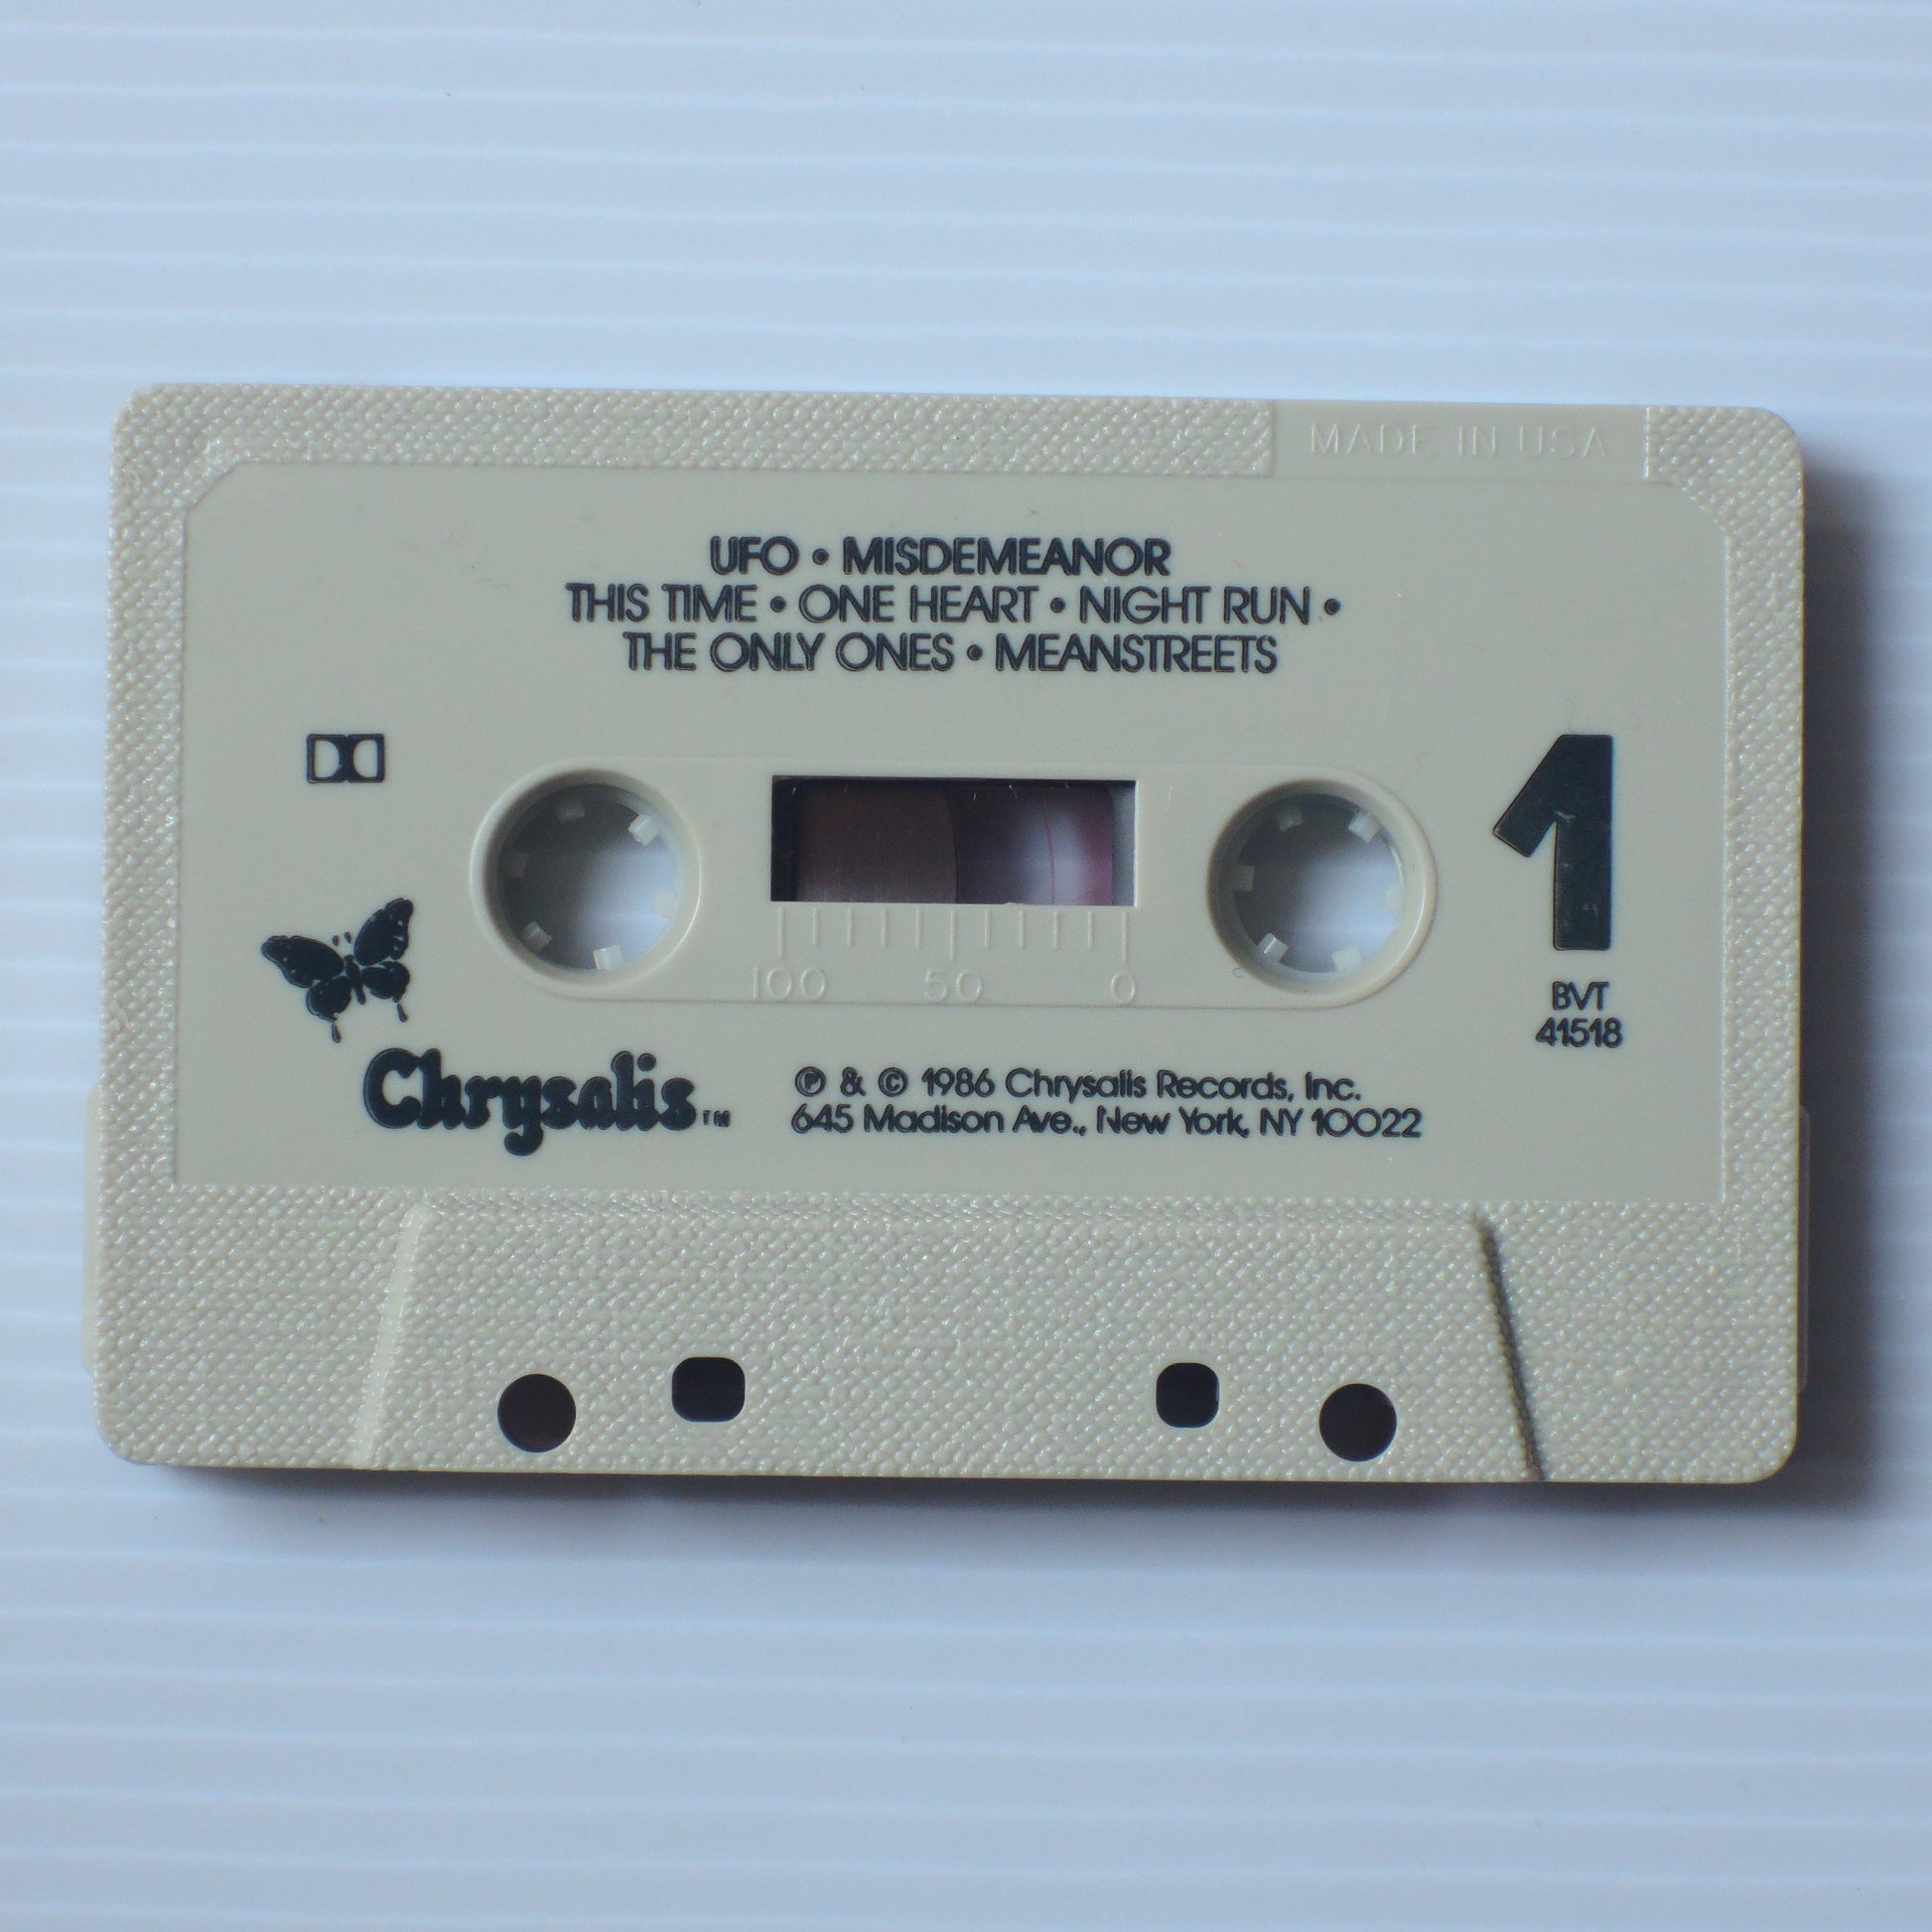 MADE IN USA
UFO • MISDEMEANOR
THIS TIME • ONE HEART • NIGHT RUN •
THE ONLY ONES • MEANSTREETS
1
100 50 0
BVT
41518
Chrysalis TM
℗ & © 1986 Chrysalis Records, Inc.
645 Madison Ave., New York, NY 10022